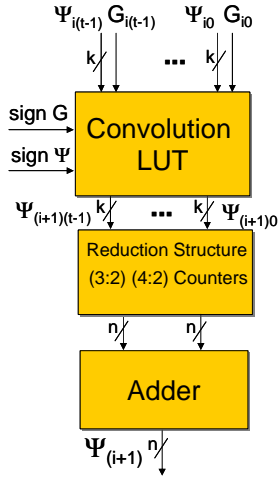 Ψi(t-1) Gi(t-1) Ψi0 Gi0
k ... k
sign G
sign Ψ
Convolution
LUT
Ψ(i+1)(t-1) k ... k Ψ(i+1)0
Reduction Structure
(3:2) (4:2) Counters
n n
Adder
Ψ(i+1) n